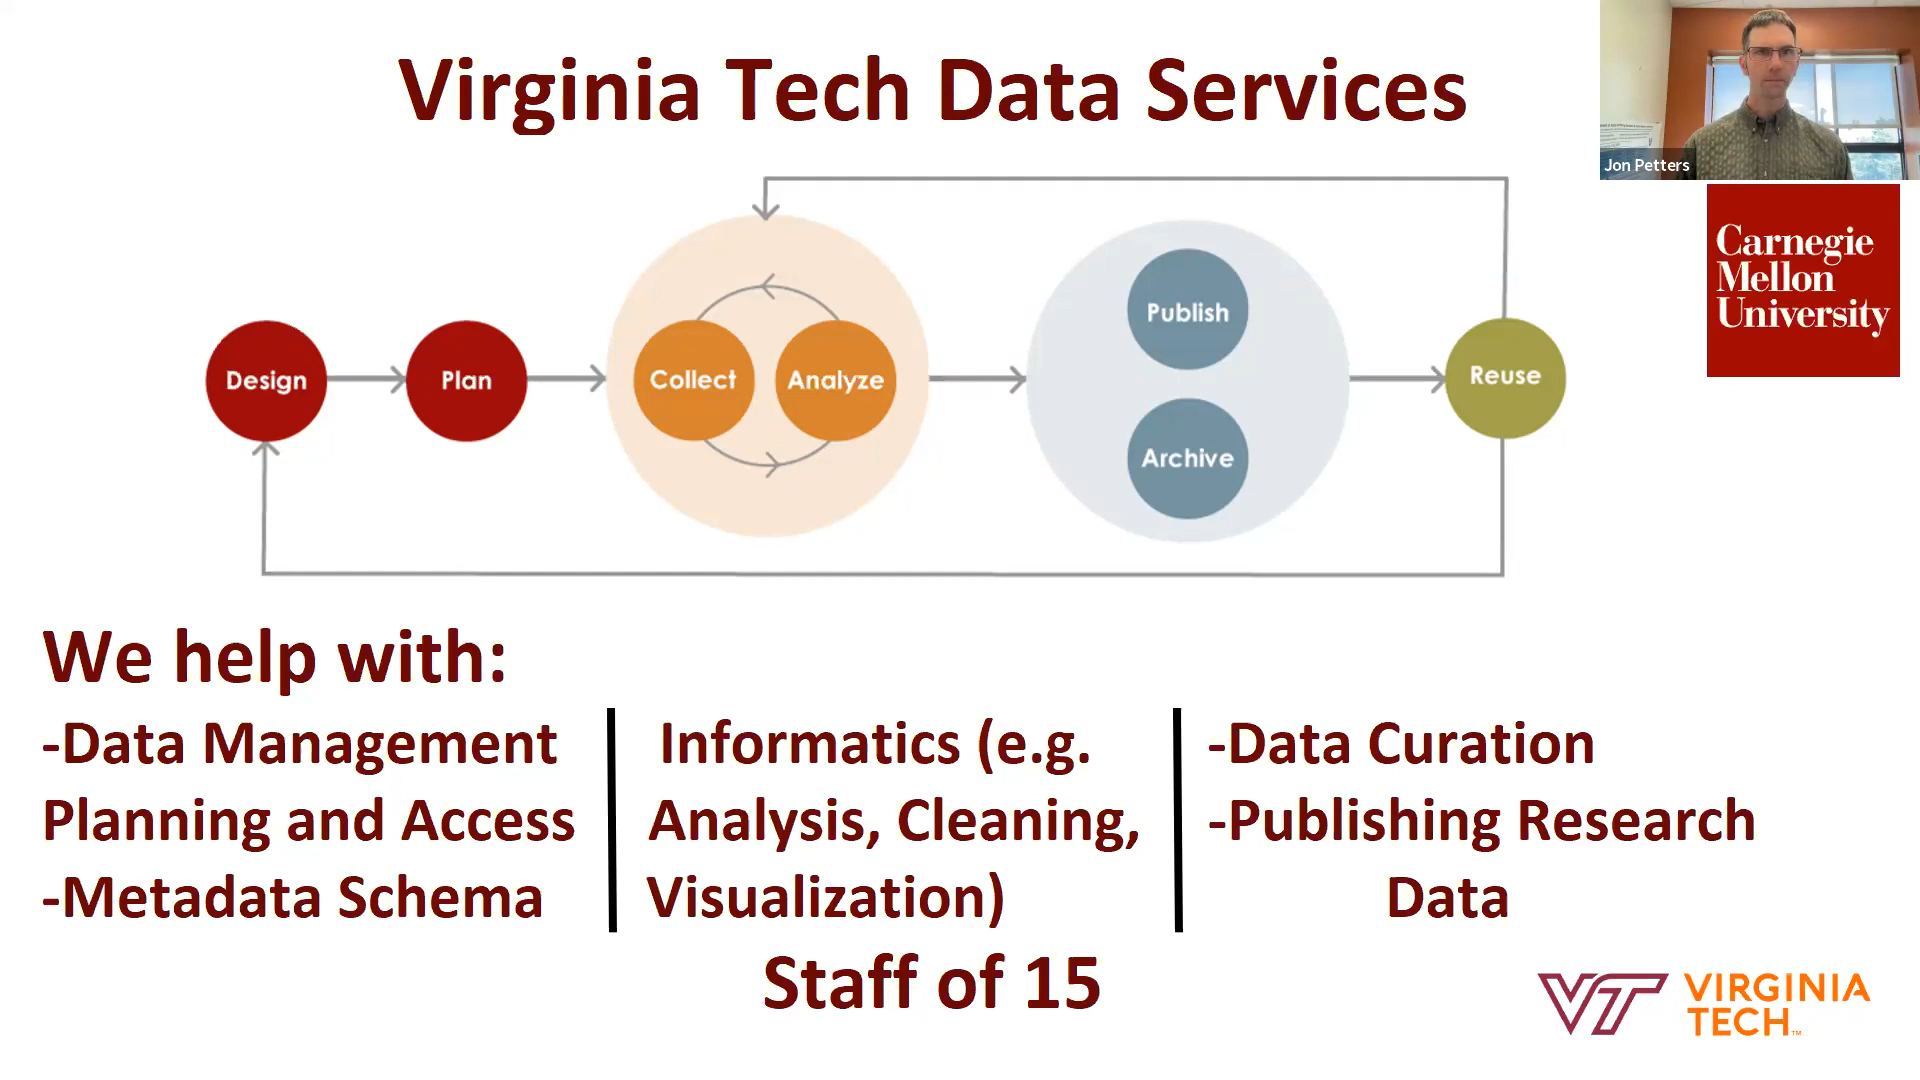 Virginia Tech Data Services
Jon Petters
Carnegie
Mellon
University
Design
Plan
Collect
Analyze
Publish
Archive
Reuse
We help with:
-Data Management
Planning and Access
-Metadata Schema
Informatics (e.g.
Analysis, Cleaning,
Visualization)
-Data Curation
-Publishing Research
Data
Staff of 15
VT VIRGINIA
TECH™